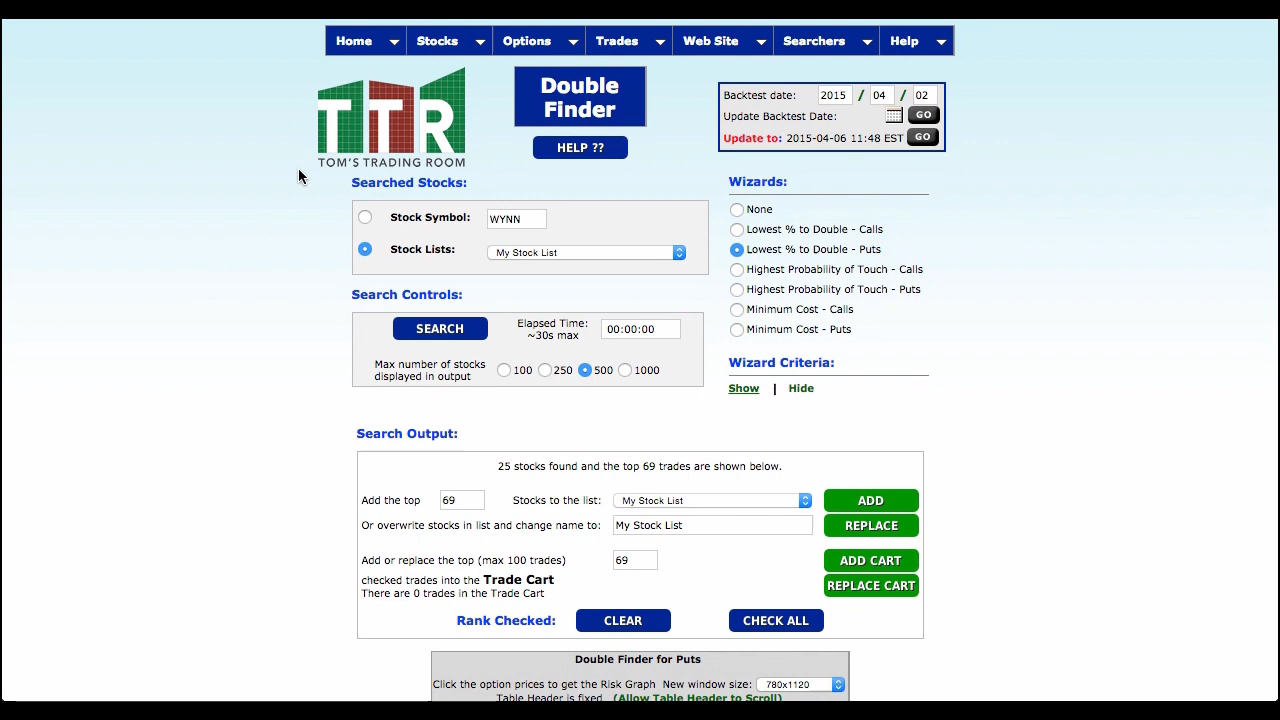 Home Stocks Options Trades Web Site Searchers Help
TTR
TOM'S TRADING ROOM
Double
Finder
HELP ??
Backtest date: 2015 / 04 / 02
Update Backtest Date: GO
Update to: 2015-04-06 11:48 EST GO
Searched Stocks:
Stock Symbol: WYNN
Stock Lists: My Stock List
Wizards:
None
Lowest % to Double - Calls
Lowest % to Double - Puts
Highest Probability of Touch - Calls
Highest Probability of Touch - Puts
Minimum Cost - Calls
Minimum Cost - Puts
Search Controls:
SEARCH
Elapsed Time:
~30s max
00:00:00
Max number of stocks
displayed in output
100 250 500 1000
Wizard Criteria:
Show | Hide
Search Output:
25 stocks found and the top 69 trades are shown below.
Add the top 69 Stocks to the list: My Stock List ADD
Or overwrite stocks in list and change name to: My Stock List REPLACE
Add or replace the top (max 100 trades) 69 ADD CART
checked trades into the Trade Cart
There are 0 trades in the Trade Cart
REPLACE CART
Rank Checked: CLEAR CHECK ALL
Double Finder for Puts
Click the option prices to get the Risk Graph New window size: 780x1120
Table Header is fixed (Allow Table Header to Scroll)